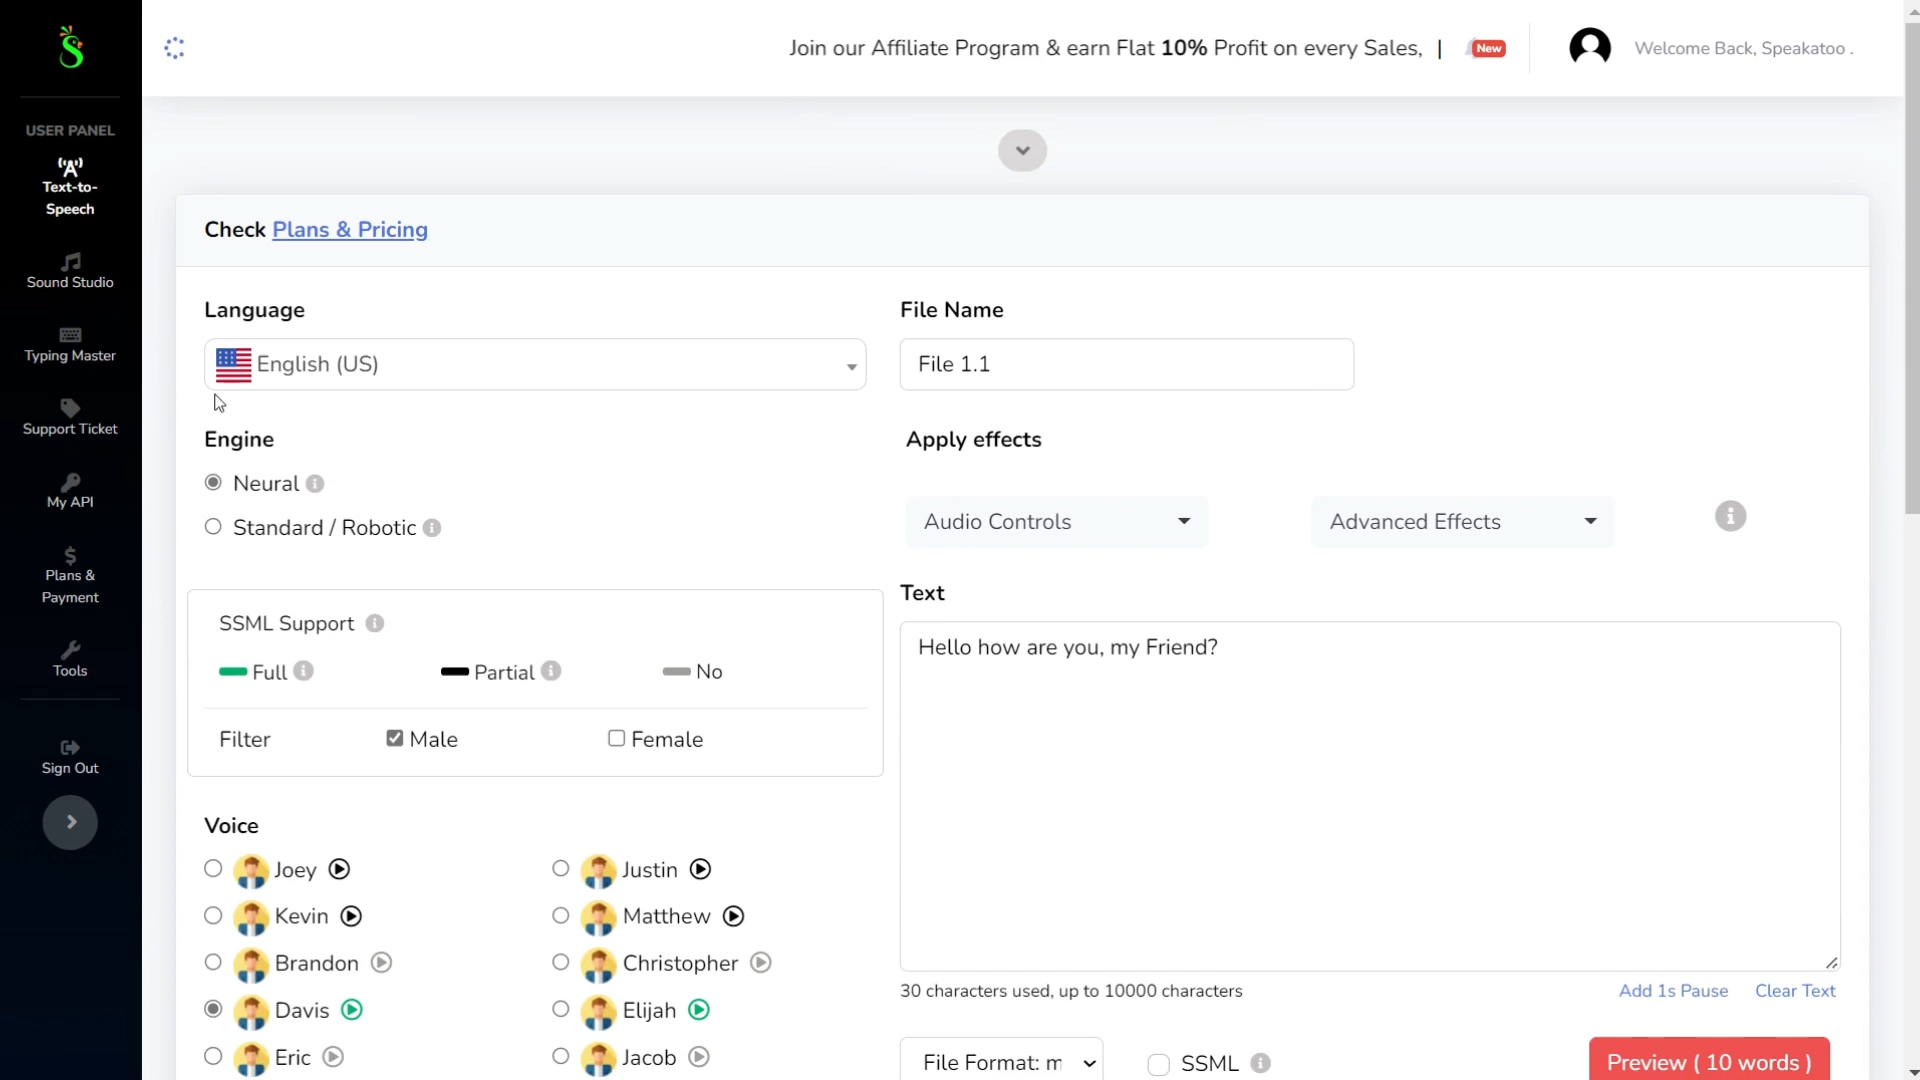 Join our Affiliate Program & earn Flat 10% Profit on every Sales, |
New
Welcome Back, Speakatoo .
USER PANEL
Text-to-
Speech
Sound Studio
Typing Master
Support Ticket
My API
Plans &
Payment
Tools
Sign Out
Check Plans & Pricing
Language
English (US)
Engine
Neural
Standard / Robotic
SSML Support
Full
Partial
No
Filter
Male
Female
Voice
Joey
Justin
Kevin
Matthew
Brandon
Christopher
Davis
Elijah
Eric
Jacob
File Name
File 1.1
Apply effects
Audio Controls
Advanced Effects
Text
Hello how are you, my Friend?
30 characters used, up to 10000 characters
Add 1s Pause
Clear Text
File Format: m
SSML
Preview ( 10 words )